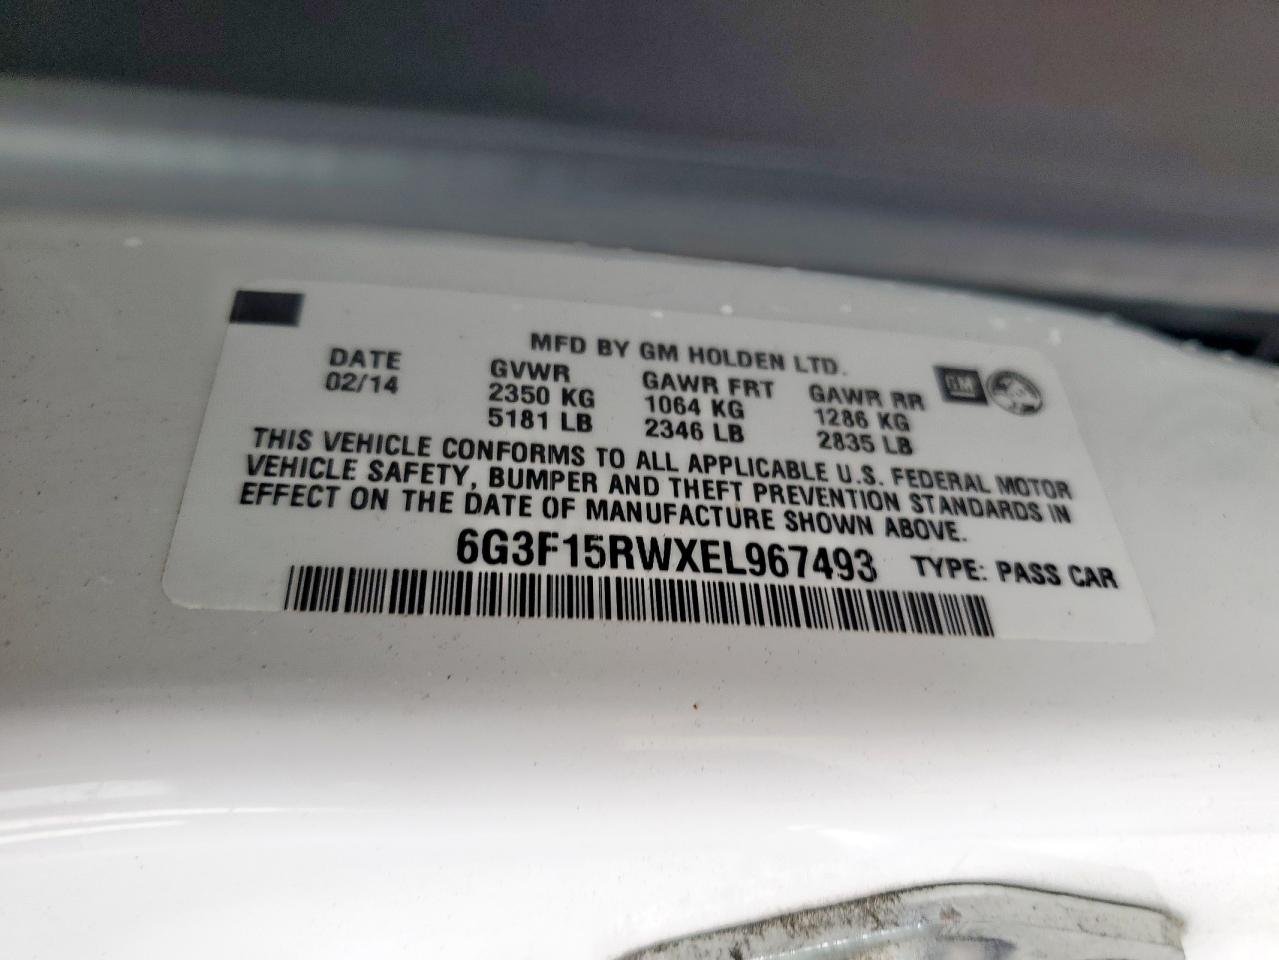 MFD BY GM HOLDEN LTD.
DATE GVWR GAWR FRT GAWR RR GM
02/14 2350 KG 1064 KG 1286 KG
5181 LB 2346 LB 2835 LB
THIS VEHICLE CONFORMS TO ALL APPLICABLE U.S. FEDERAL MOTOR
VEHICLE SAFETY, BUMPER AND THEFT PREVENTION STANDARDS IN
EFFECT ON THE DATE OF MANUFACTURE SHOWN ABOVE.
6G3F15RWXEL967493 TYPE: PASS CAR